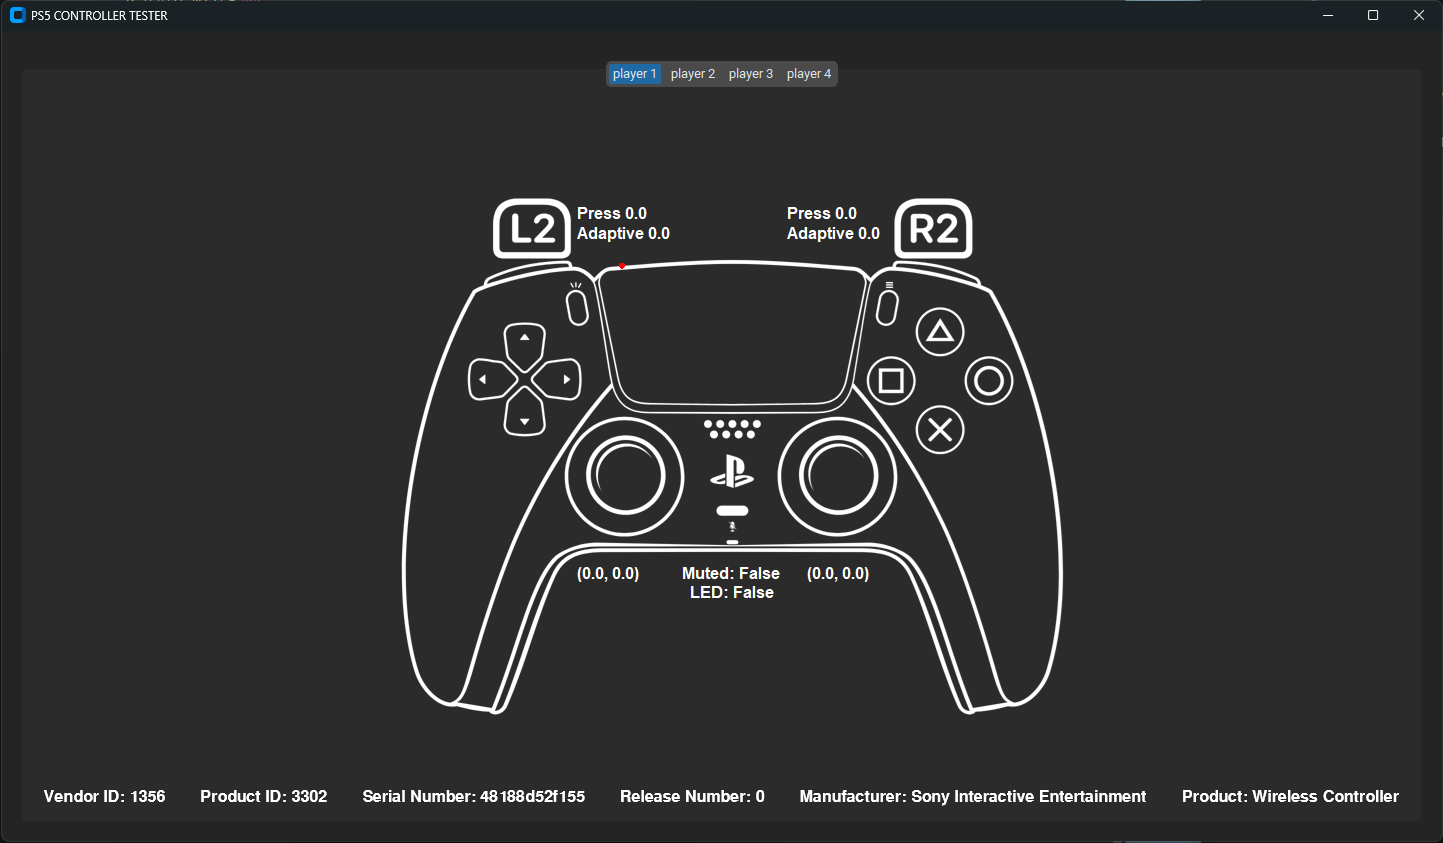 PS5 CONTROLLER TESTER
player 1 player 2 player 3 player 4
L2
Press 0.0
Adaptive 0.0
Press 0.0
Adaptive 0.0
R2
(0.0, 0.0)
Muted: False
LED: False
(0.0, 0.0)
Vendor ID: 1356
Product ID: 3302
Serial Number: 48188d52f155
Release Number: 0
Manufacturer: Sony Interactive Entertainment
Product: Wireless Controller